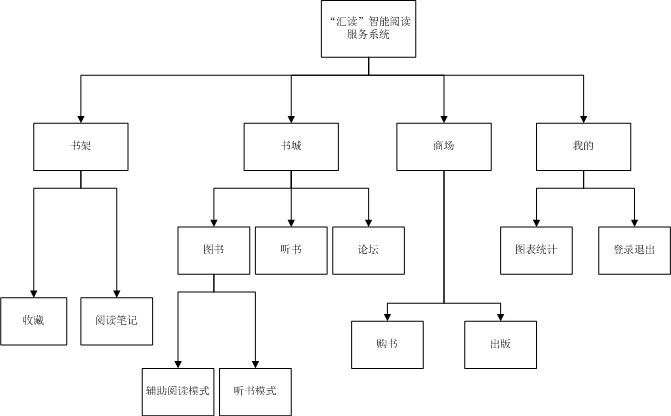 “汇读”智能阅读
服务系统
书架
书城
商场
我的
图书
听书
论坛
图表统计
登录退出
收藏
阅读笔记
购书
出版
辅助阅读模式
听书模式